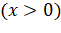 (x > 0)